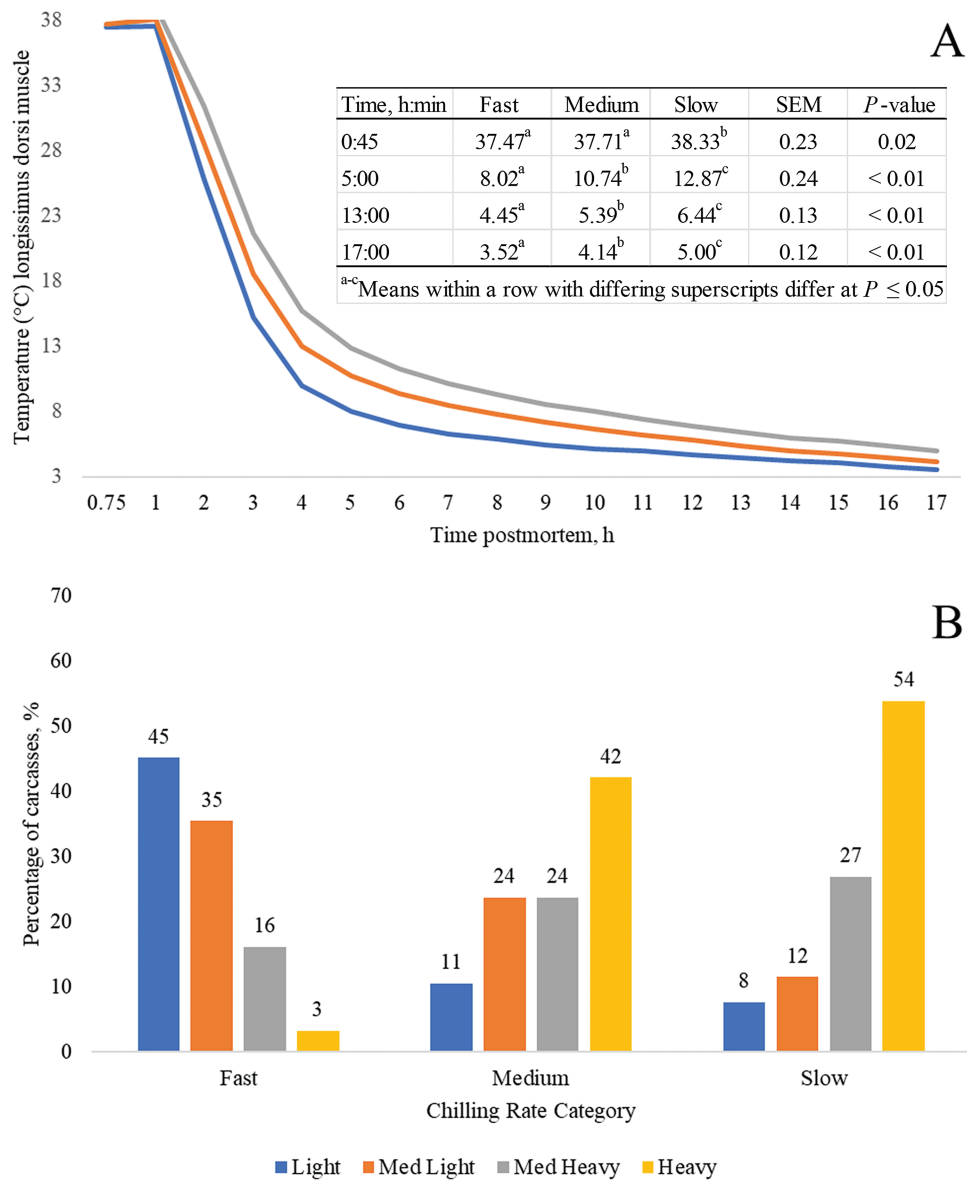 A
38
33
28
23
18
13
8
3
Temperature (°C) longissimus dorsi muscle
Time, h:min Fast Medium Slow SEM P-value
0:45 37.47a 37.71a 38.33b 0.23 0.02
5:00 8.02a 10.74b 12.87c 0.24 < 0.01
13:00 4.45a 5.39b 6.44c 0.13 < 0.01
17:00 3.52a 4.14b 5.00c 0.12 < 0.01
a-cMeans within a row with differing superscripts differ at P ≤ 0.05
0.75 1 2 3 4 5 6 7 8 9 10 11 12 13 14 15 16 17
Time postmortem, h
B
70
60
50
40
30
20
10
0
Percentage of carcasses, %
45 35 16 3
11 24 24 42
8 12 27 54
Fast Medium Slow
Chilling Rate Category
Light Med Light Med Heavy Heavy